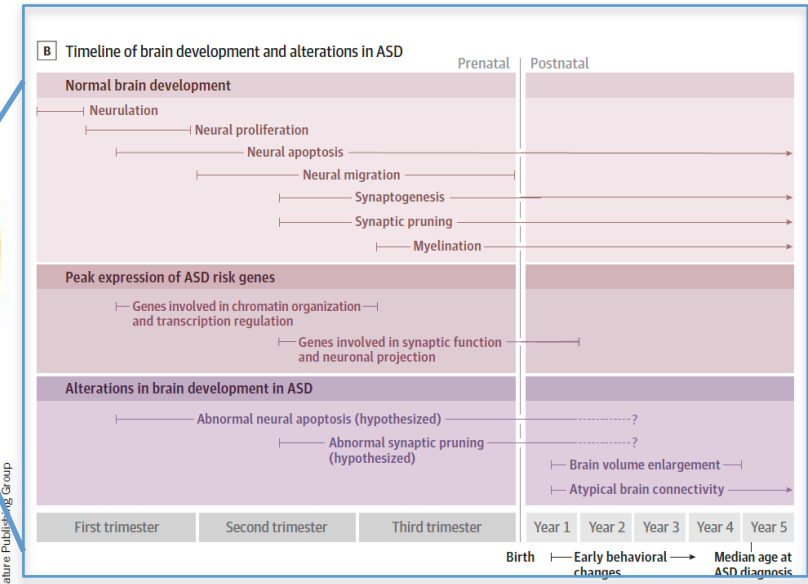 B Timeline of brain development and alterations in ASD
Prenatal Postnatal
Normal brain development
Neurulation
Neural proliferation
Neural apoptosis
Neural migration
Synaptogenesis
Synaptic pruning
Myelination
Peak expression of ASD risk genes
Genes involved in chromatin organization
and transcription regulation
Genes involved in synaptic function
and neuronal projection
Alterations in brain development in ASD
Abnormal neural apoptosis (hypothesized) ?
Abnormal synaptic pruning ?
(hypothesized)
Brain volume enlargement
Atypical brain connectivity
First trimester Second trimester Third trimester Year 1 Year 2 Year 3 Year 4 Year 5
Birth Early behavioral Median age at
changes ASD diagnosis
ature Publishing Group